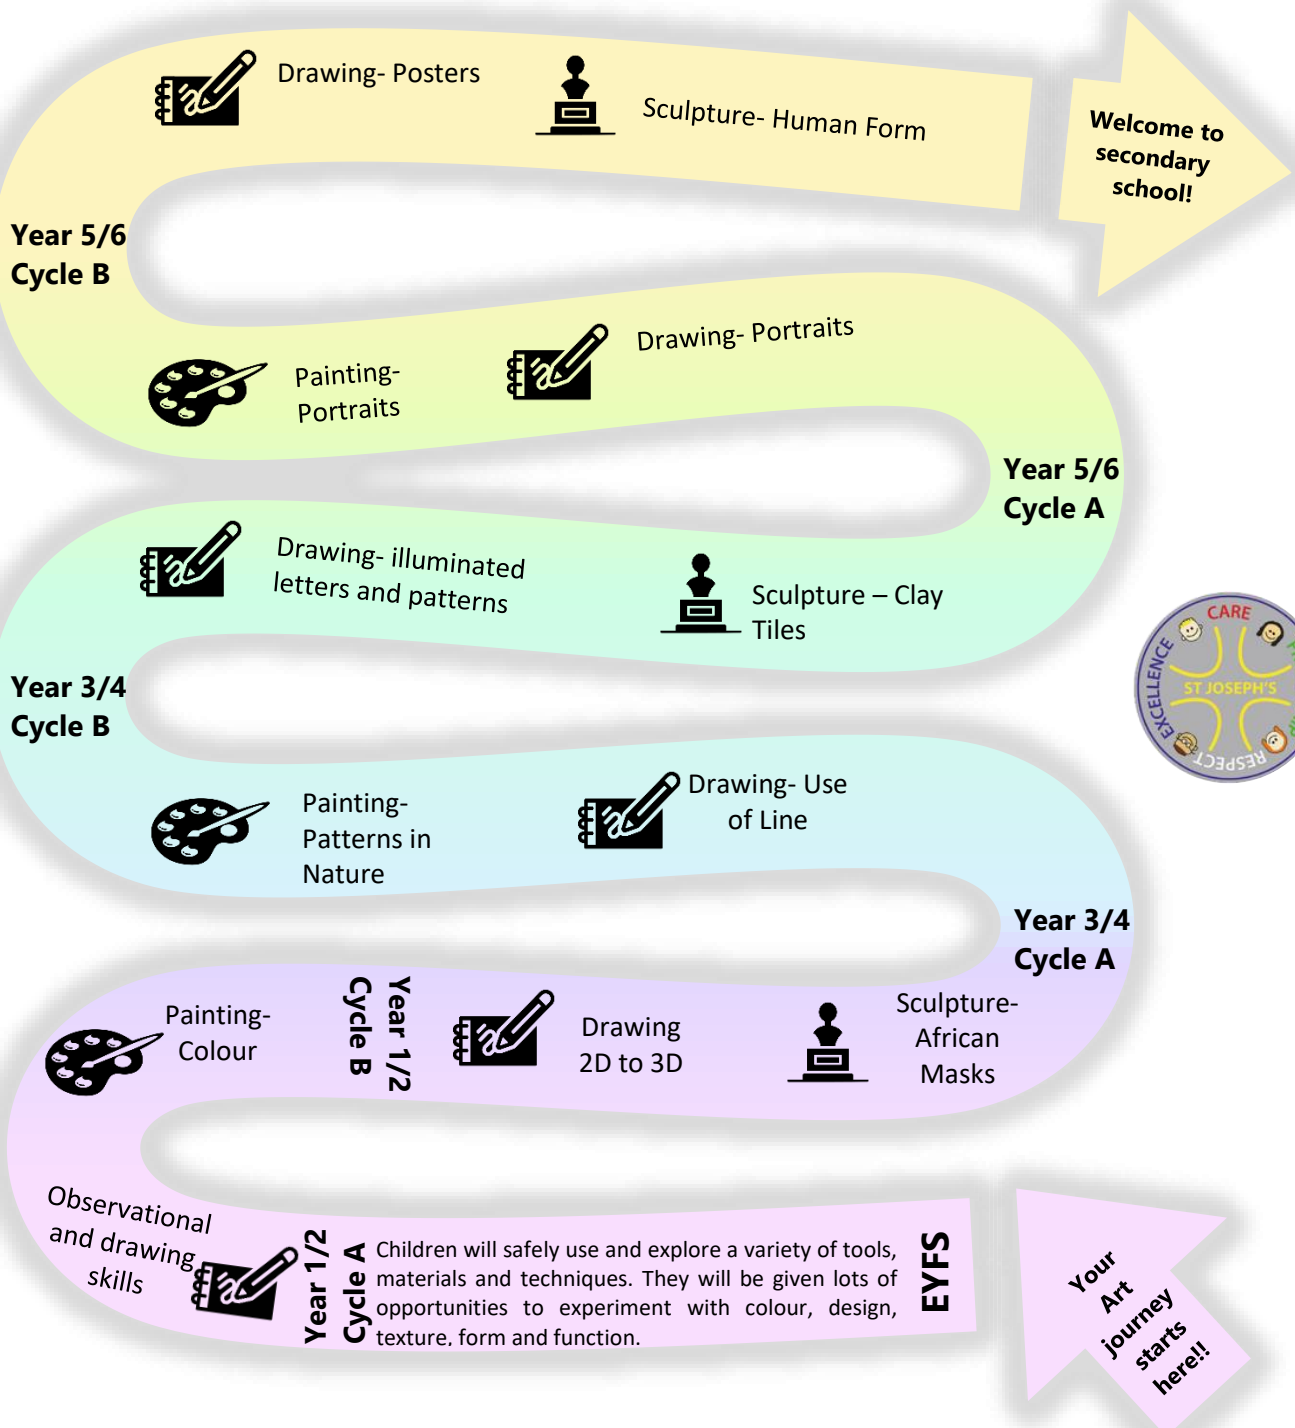 Drawing- Posters
Sculpture- Human Form
Welcome to
secondary
school!
Year 5/6
Cycle B
Drawing- Portraits
Painting-
Portraits
Year 5/6
Cycle A
Drawing- illuminated
letters and patterns
Sculpture – Clay
Tiles
CARE
EXCELLENCE
ST JOSEPH'S
RESPECT
Year 3/4
Cycle B
Painting-
Patterns in
Nature
Drawing- Use
of Line
Year 3/4
Cycle A
Painting-
Colour
Year 1/2
Cycle B
Drawing
2D to 3D
Sculpture-
African
Masks
Observational
and drawing
skills
Year 1/2
Cycle A
Children will safely use and explore a variety of tools,
materials and techniques. They will be given lots of
opportunities to experiment with colour, design,
texture, form and function.
EYFS
Your
Art
journey
starts
here!!